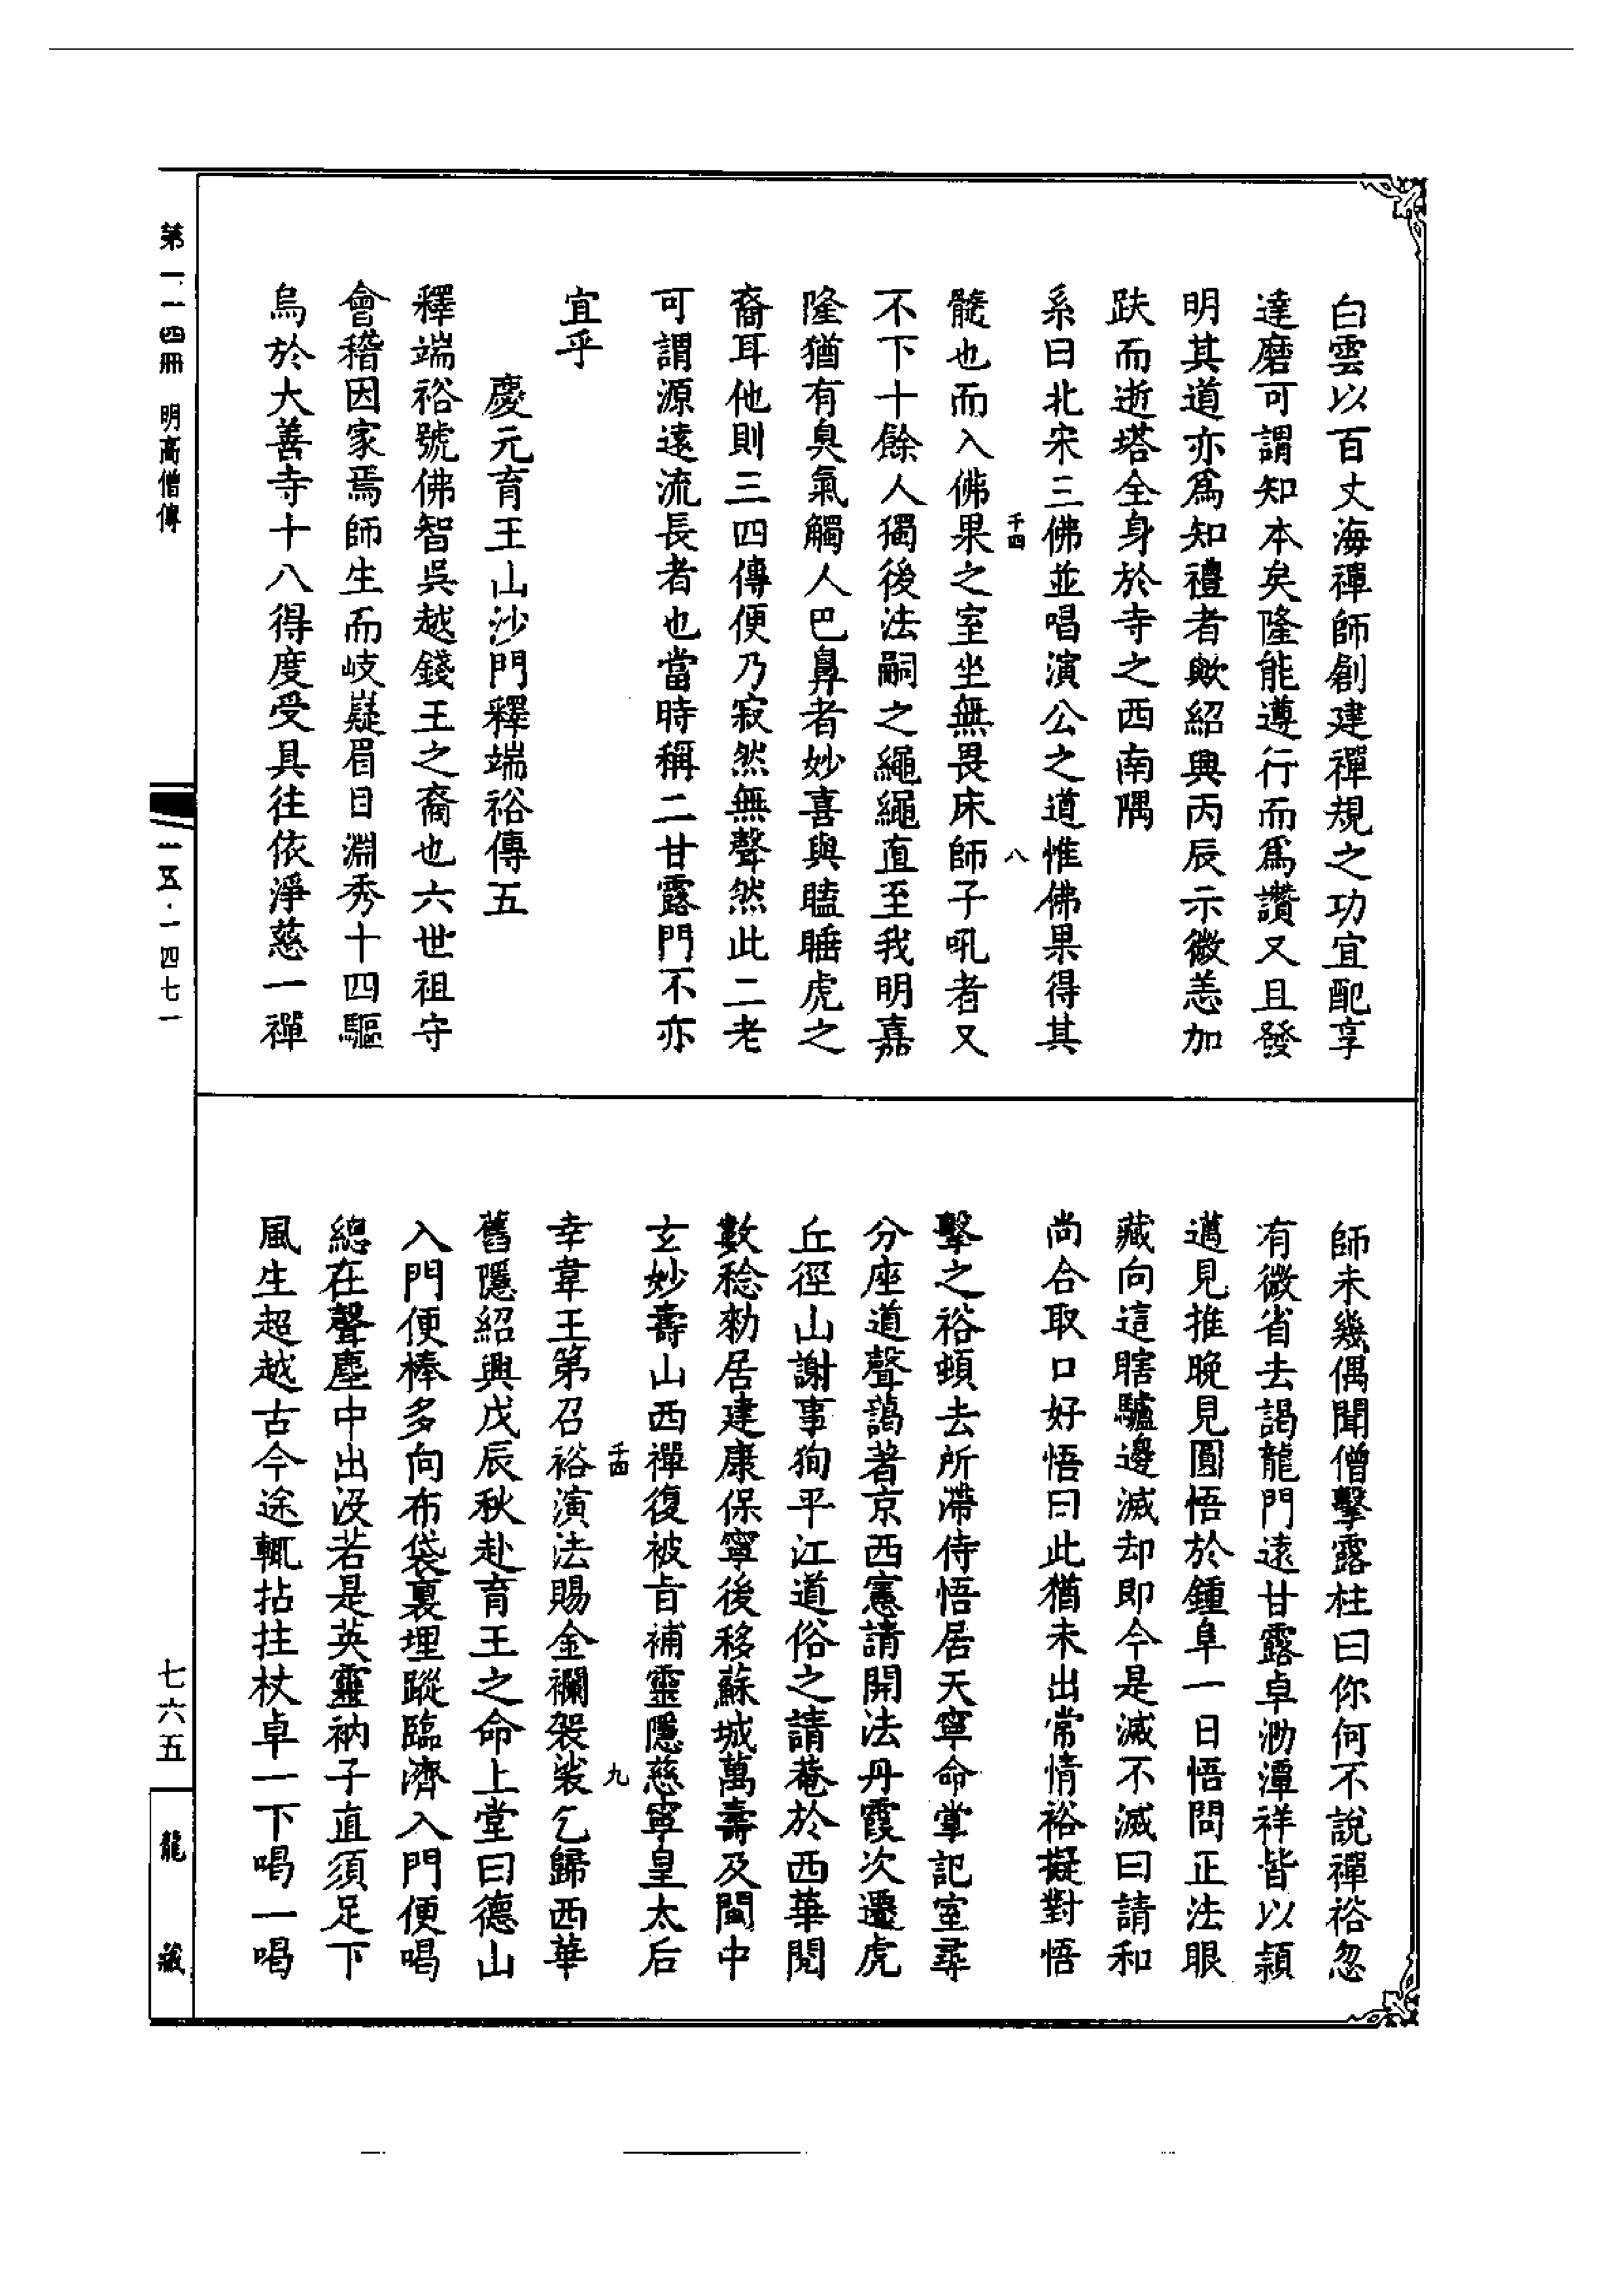 白雲以百丈海禪師創建禪規之功宜配享
達磨可謂知本矣隆能遵行而爲讚又且發
明其道亦爲知禮者歟紹興丙辰示微恙加
趺而逝塔全身於寺之西南隅
系曰北宋三佛並唱演公之道惟佛果得其
千四 八
髓也而入佛果之室坐無畏床師子吼者又
不下十餘人獨後法嗣之繩繩直至我明嘉
隆猶有臭氣觸人巴鼻者妙喜與瞌睡虎之
裔耳他則三四傳便乃寂然無聲然此二老
可謂源遠流長者也當時稱二甘露門不亦
宜乎
慶元育王山沙門釋端裕傳五
釋端裕號佛智吳越錢王之裔也六世祖守
會稽因家焉師生而岐嶷眉目淵秀十四驅
烏於大善寺十八得度受具往依淨慈一禪
師未幾偶聞僧擊露柱曰你何不說禪裕忽
有微省去謁龍門遠甘露卓泐潭祥皆以頴
邁見推晚見圓悟於鍾阜一日悟問正法眼
藏向這瞎驢邊滅却即今是滅不滅曰請和
尚合取口好悟曰此猶未出常情裕擬對悟
擊之裕頓去所滯侍悟居天寧命掌記室尋
分座道聲藹著京西憲請開法丹霞次遷虎
丘徑山謝事狥平江道俗之請菴於西華閱
數稔勅居建康保寧後移蘇城萬壽及閩中
玄妙壽山西禪復被旨補靈隱慈寧皇太后
千四 九
幸韋王第召裕演法賜金襴袈裟乞歸西華
舊隱紹興戊辰秋赴育王之命上堂曰德山
入門便棒多向布袋裏埋蹤臨濟入門便喝
總在聲塵中出沒若是英靈衲子直須足下
風生超越古今途轍拈拄杖卓一下喝一喝
第一一四冊 明高僧傳
一五·一四七一
七六五
龍藏